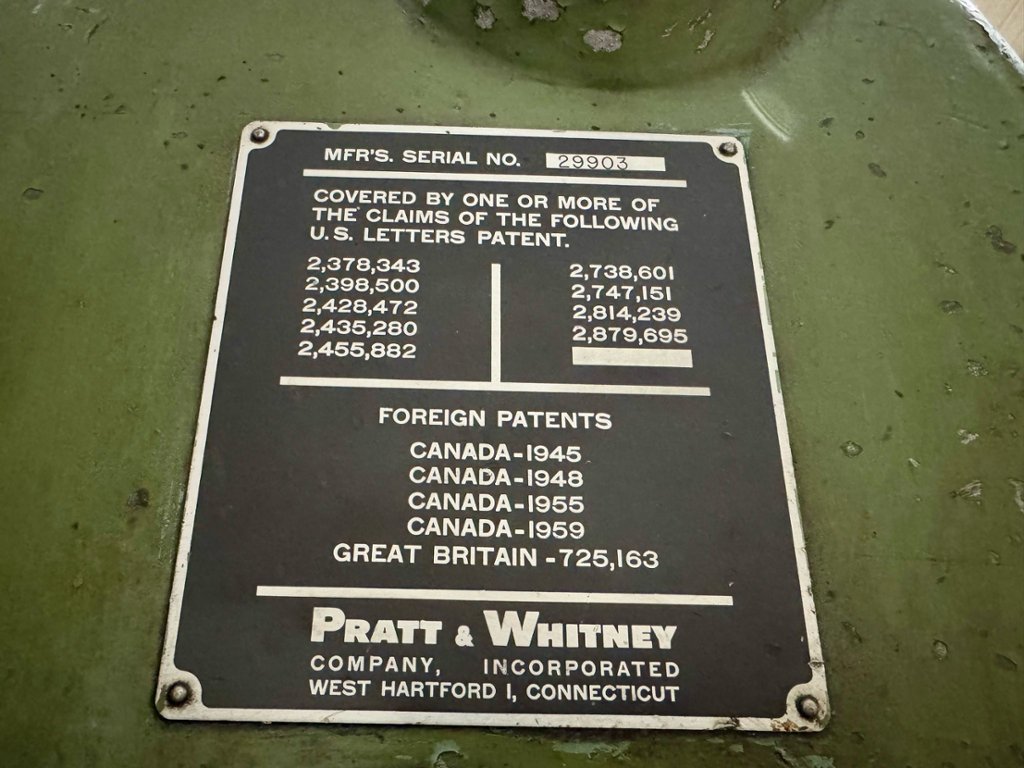 MFR'S. SERIAL NO. 29903
COVERED BY ONE OR MORE OF
THE CLAIMS OF THE FOLLOWING
U.S. LETTERS PATENT.
2,378,343
2,398,500
2,428,472
2,435,280
2,455,882
2,738,601
2,747,151
2,814,239
2,879,695
FOREIGN PATENTS
CANADA-1945
CANADA-1948
CANADA-1955
CANADA-1959
GREAT BRITAIN-725,163
PRATT & WHITNEY
COMPANY, INCORPORATED
WEST HARTFORD 1, CONNECTICUT